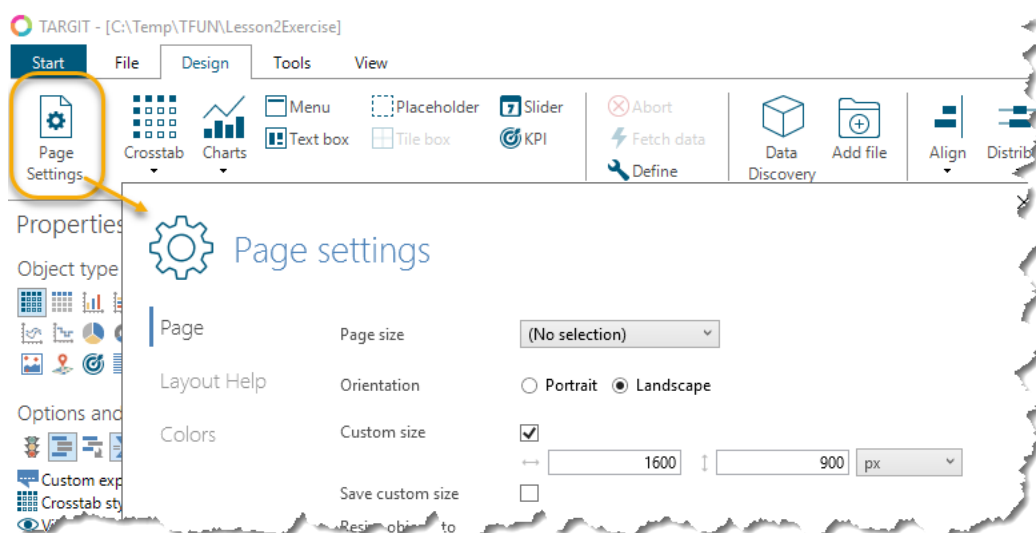 TARGIT - [C:\Temp\TFUN\Lesson2Exercise]
Start File Design Tools View
Page Settings
Crosstab
Charts
Menu
Text box
Placeholder
Tile box
7 Slider
KPI
Abort
Fetch data
Define
Data Discovery
Add file
Align
Distrib
Properties
Object type
Options and
Custom exp
Crosstab sty
Page settings
Page
Layout Help
Colors
Page size (No selection)
Orientation Portrait Landscape
Custom size
1600 900 px
Save custom size